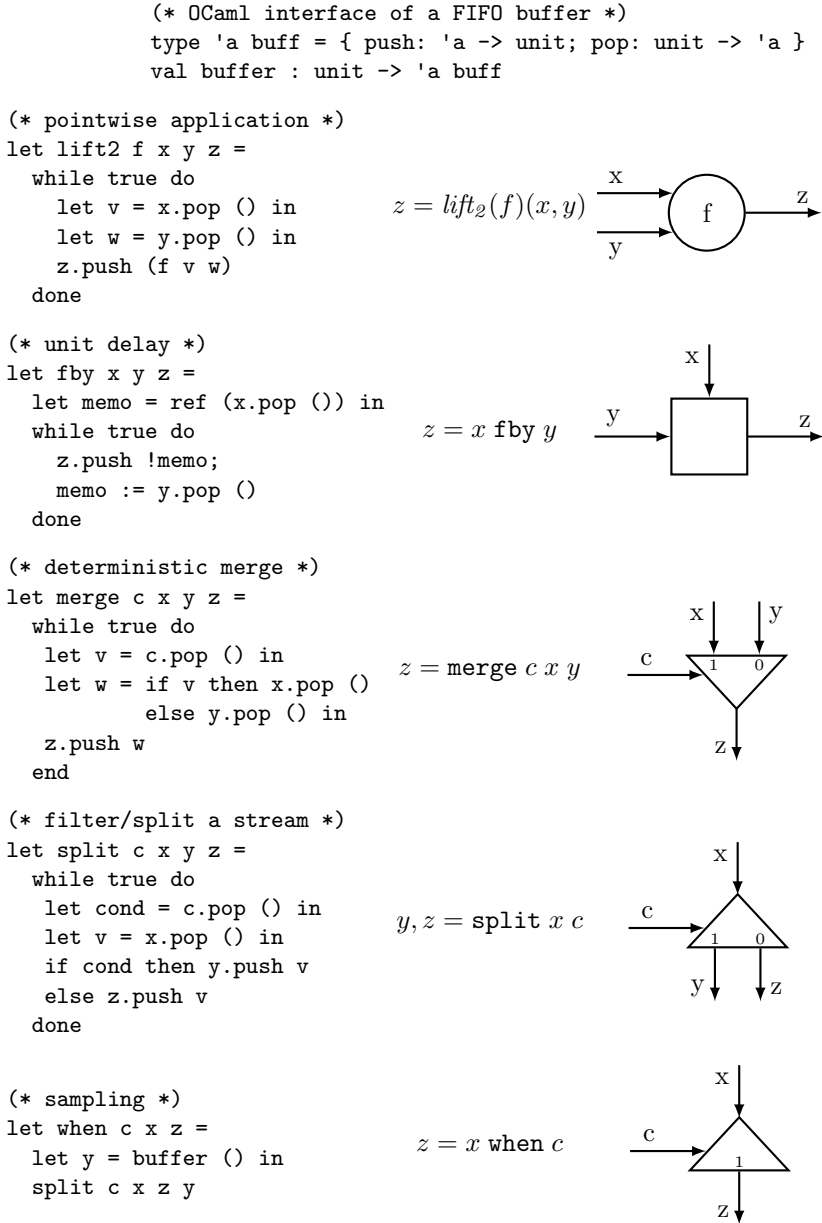 (* OCaml interface of a FIFO buffer *)
type 'a buff = { push: 'a -> unit; pop: unit -> 'a }
val buffer : unit -> 'a buff
(* pointwise application *)
let lift2 f x y z =
while true do
let v = x.pop () in
let w = y.pop () in
z.push (f v w)
done
z = lift₂(f)(x, y)
x
y
f
z
(* unit delay *)
let fby x y z =
let memo = ref (x.pop ()) in
while true do
z.push !memo;
memo := y.pop ()
done
z = x fby y
x
y
z
(* deterministic merge *)
let merge c x y z =
while true do
let v = c.pop () in
let w = if v then x.pop ()
else y.pop () in
z.push w
end
z = merge c x y
x
y
c
1
0
z
(* filter/split a stream *)
let split c x y z =
while true do
let cond = c.pop () in
let v = x.pop () in
if cond then y.push v
else z.push v
done
y, z = split x c
x
c
1
0
y
z
(* sampling *)
let when c x z =
let y = buffer () in
split c x z y
z = x when c
x
c
1
z